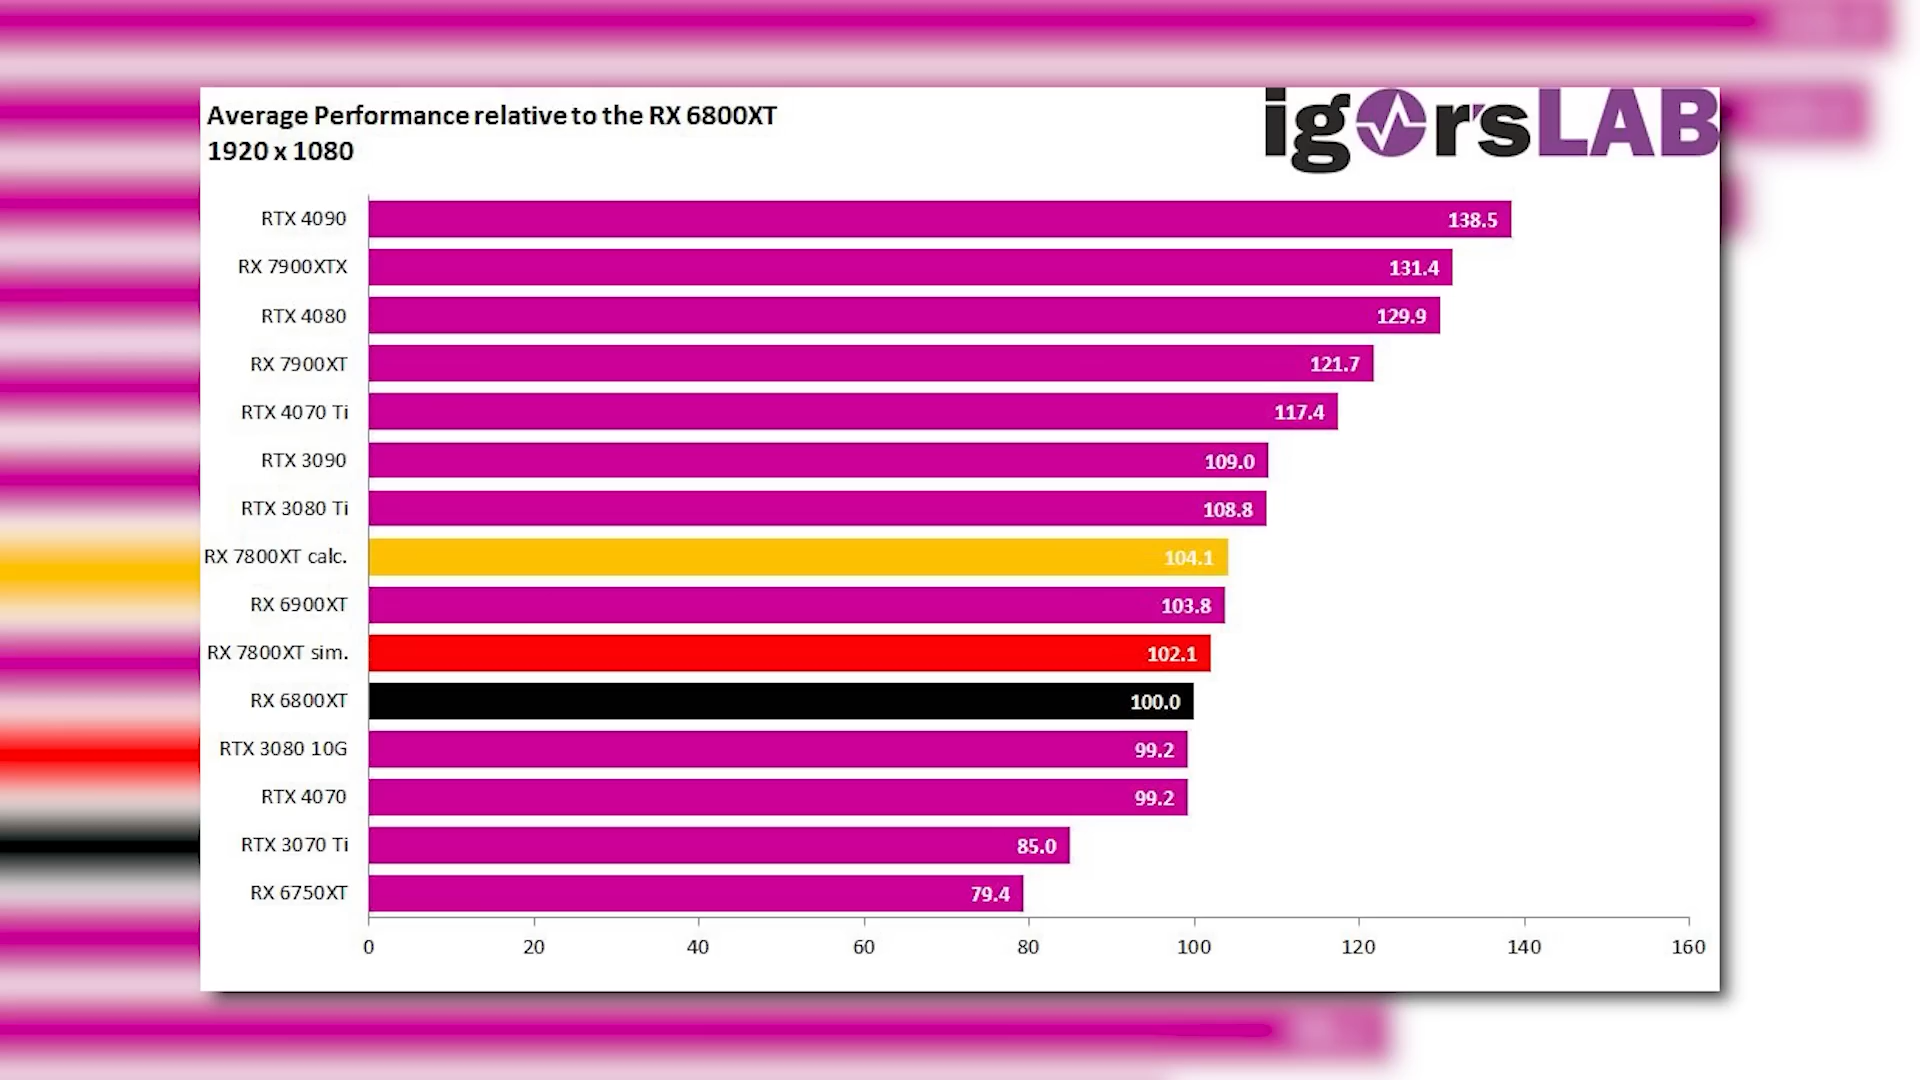 Average Performance relative to the RX 6800XT
1920 x 1080
igorsLAB
RTX 4090 138.5
RX 7900XTX 131.4
RTX 4080 129.9
RX 7900XT 121.7
RTX 4070 Ti 117.4
RTX 3090 109.0
RTX 3080 Ti 108.8
RX 7800XT calc. 104.1
RX 6900XT 103.8
RX 7800XT sim. 102.1
RX 6800XT 100.0
RTX 3080 10G 99.2
RTX 4070 99.2
RTX 3070 Ti 85.0
RX 6750XT 79.4
0 20 40 60 80 100 120 140 160